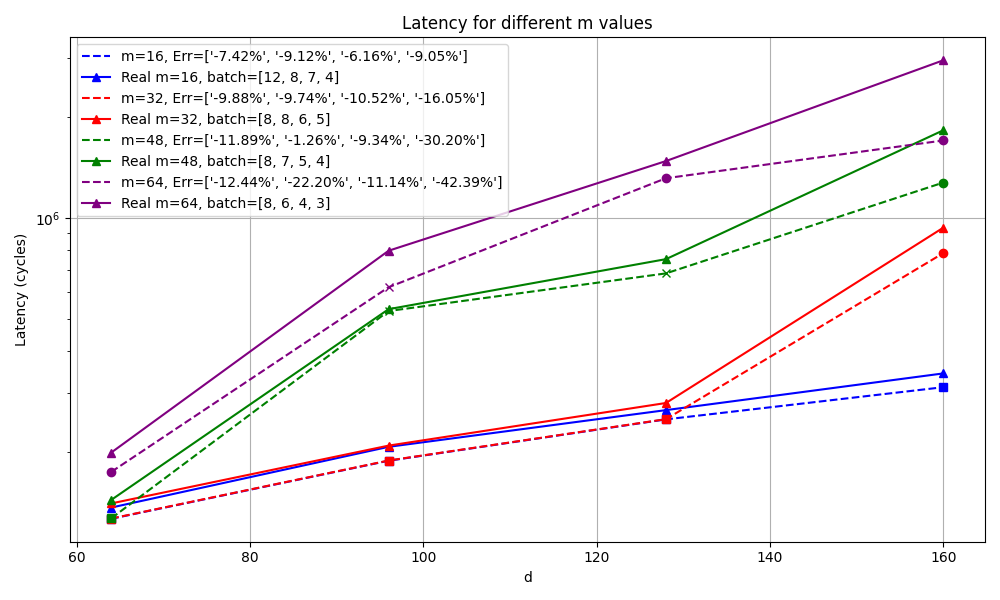 Latency for different m values
m=16, Err=['-7.42%', '-9.12%', '-6.16%', '-9.05%']
Real m=16, batch=[12, 8, 7, 4]
m=32, Err=['-9.88%', '-9.74%', '-10.52%', '-16.05%']
Real m=32, batch=[8, 8, 6, 5]
m=48, Err=['-11.89%', '-1.26%', '-9.34%', '-30.20%']
Real m=48, batch=[8, 7, 5, 4]
m=64, Err=['-12.44%', '-22.20%', '-11.14%', '-42.39%']
Real m=64, batch=[8, 6, 4, 3]
Latency (cycles)
10⁶
60 80 100 120 140 160
d